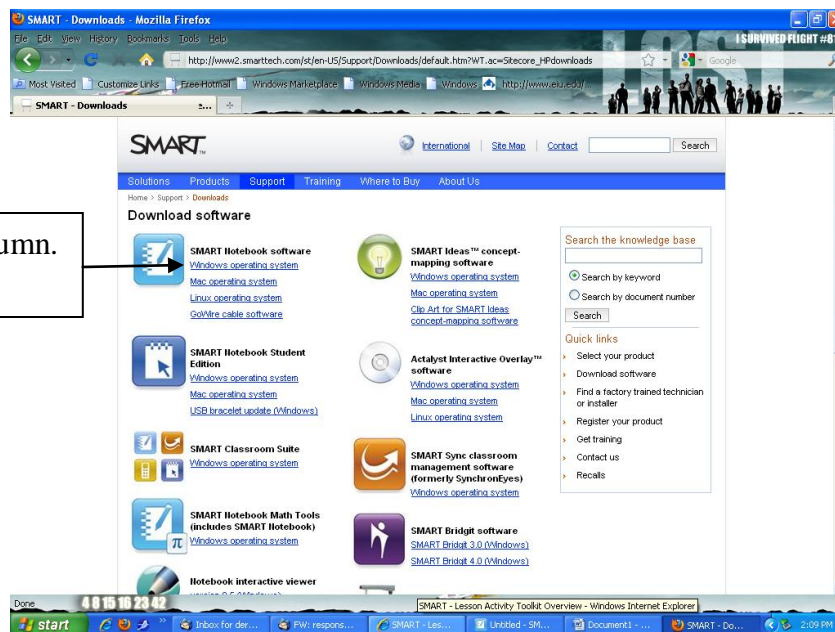 SMART - Downloads - Mozilla Firefox
File Edit View History Bookmarks Tools Help
I SURVIVED FLIGHT #8
http://www2.smarttech.com/st/en-US/Support/Downloads/default.htm?WT.ac=Sitecore_HPdownloads
Google
Most Visited Customize Links Free Hotmail Windows Marketplace Windows Media Windows http://www.eiu.edu/
SMART - Downloads
SMART
International | Site Map | Contact Search
Solutions Products Support Training Where to Buy About Us
Home > Support > Downloads
Download software
umn.
SMART Notebook software
Windows operating system
Mac operating system
Linux operating system
GoWire cable software
SMART Notebook Student
Edition
Windows operating system
Mac operating system
USB bracelet update (Windows)
SMART Classroom Suite
Windows operating system
SMART Notebook Math Tools
(includes SMART Notebook)
Windows operating system
Notebook interactive viewer
SMART Ideas™ concept-
mapping software
Windows operating system
Mac operating system
Clip Art for SMART Ideas
concept-mapping software
Actalyst Interactive Overlay™
software
Windows operating system
Mac operating system
Linux operating system
SMART Sync classroom
management software
(formerly SynchronEyes)
Windows operating system
SMART Bridgit software
SMART Bridgit 3.0 (Windows)
SMART Bridgit 4.0 (Windows)
Search the knowledge base
Search by keyword
Search by document number
Search
Quick links
Select your product
Download software
Find a factory trained technician
or installer
Register your product
Get training
Contact us
Recalls
Done
4 8 15 16 23 42
SMART - Lesson Activity Toolkit Overview - Windows Internet Explorer
start
Inbox for der...
FW: respons...
SMART - Les...
Untitled - SM...
Document1 - ...
SMART - Do...
2:09 PM